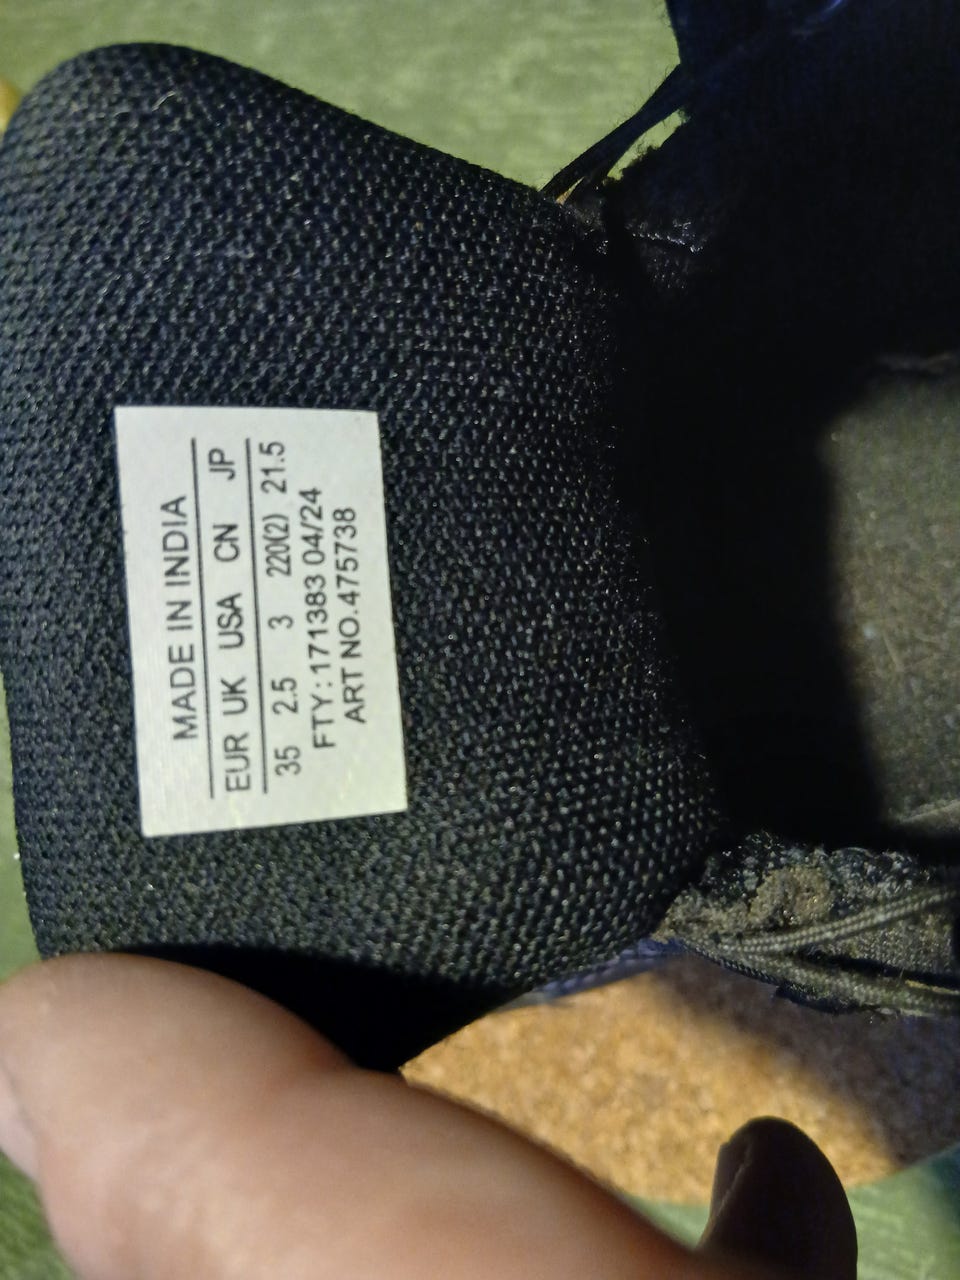 MADE IN INDIA
EUR UK USA CN JP
35 2.5 3 220(2) 21.5
FTY:171383 04/24
ART NO.475738